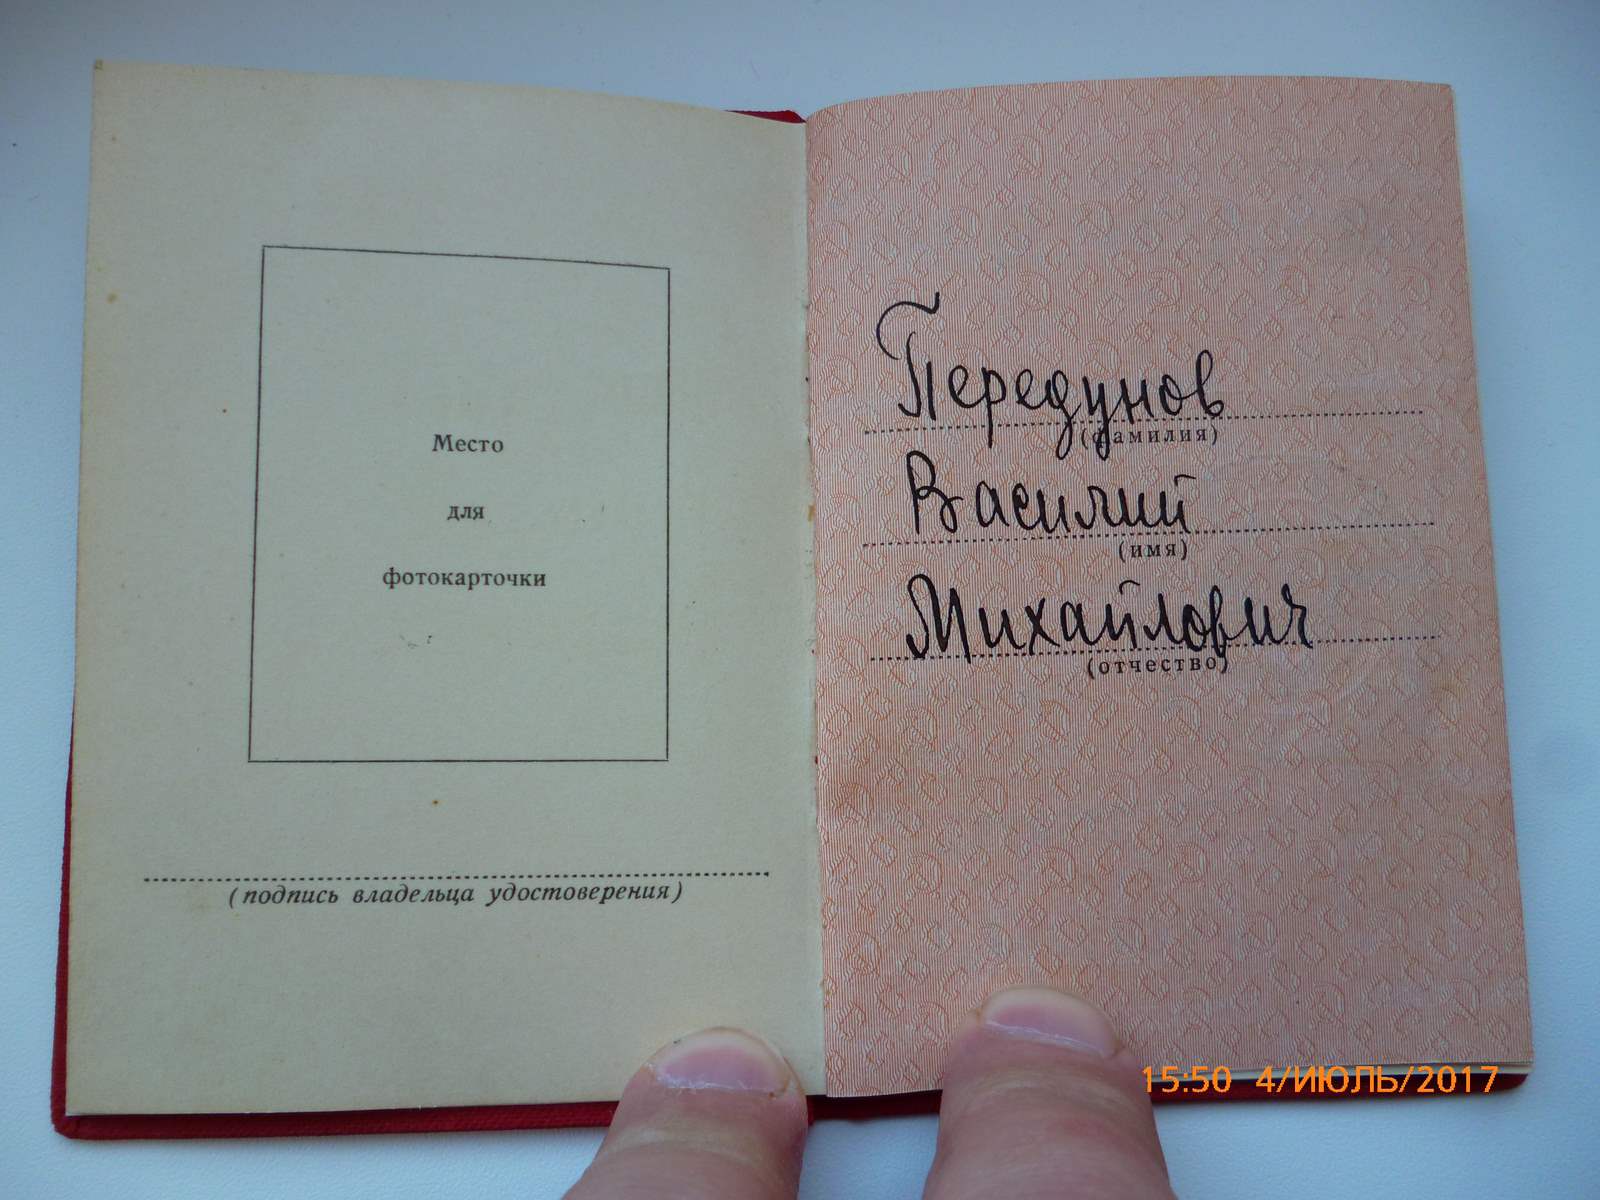 Место
для
фотокарточки
(подпись владельца удостоверения)
Передунов
(фамилия)
Василий
(имя)
Михайлович
(отчество)
15:50 4/ИЮЛЬ/2017